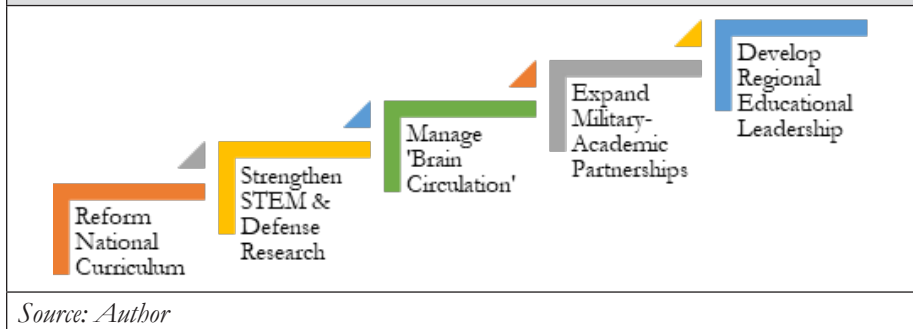 Reform
National
Curriculum
Strengthen
STEM &
Defense
Research
Manage
'Brain
Circulation'
Expand
Military-
Academic
Partnerships
Develop
Regional
Educational
Leadership
Source: Author